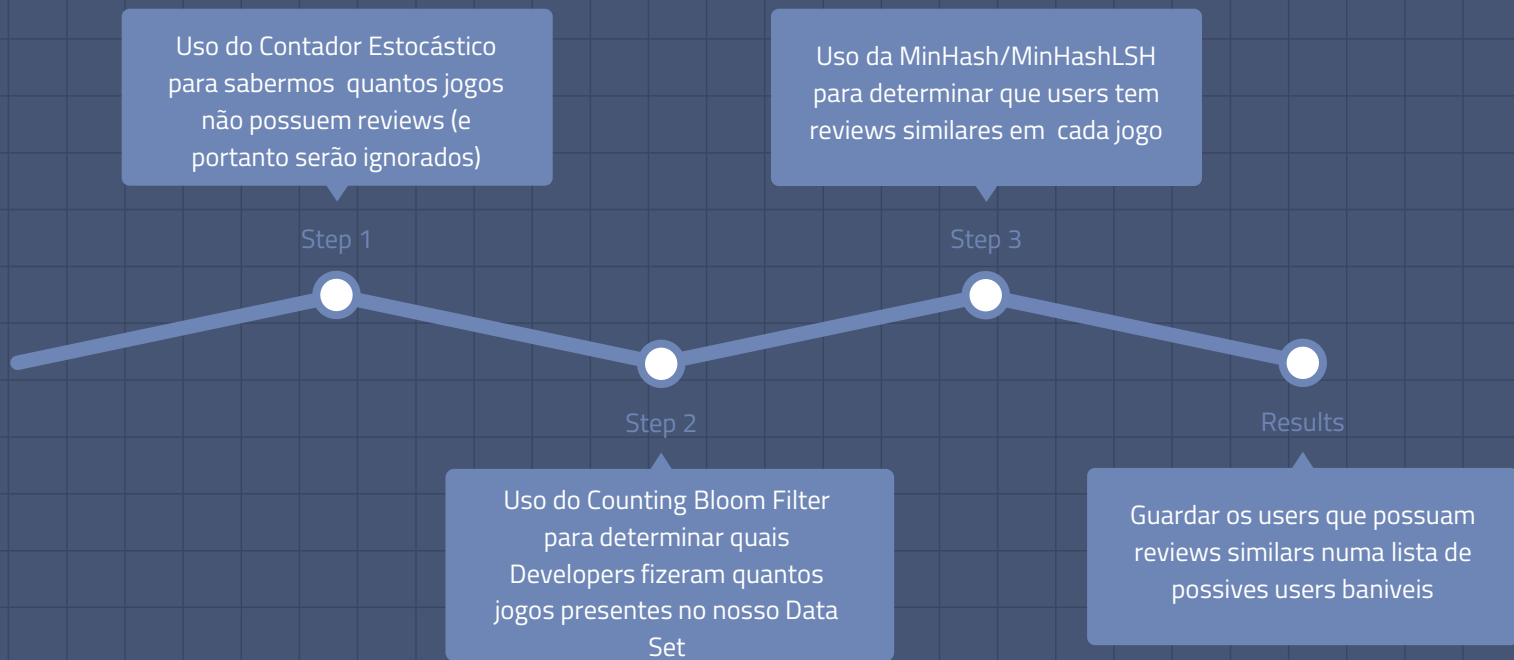 Uso do Contador Estocástico
para sabermos quantos jogos
não possuem reviews (e
portanto serão ignorados)
Step 1
Step 2
Uso do Counting Bloom Filter
para determinar quais
Developers fizeram quantos
jogos presentes no nosso Data
Set
Uso da MinHash/MinHashLSH
para determinar que users tem
reviews similares em cada jogo
Step 3
Results
Guardar os users que possuam
reviews similars numa lista de
possives users baniveis